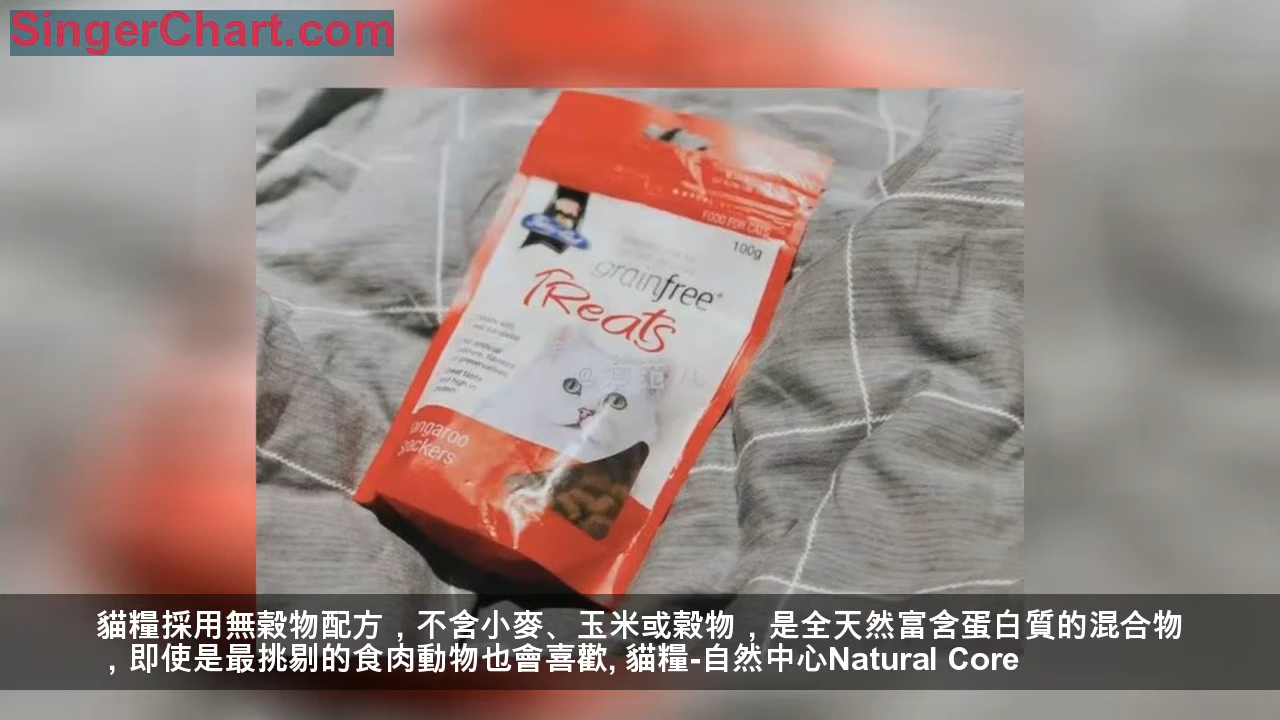 SingerChart.com
FOOD FOR CATS
100g
grainfree
TReats
preservatives
貓糧採用無穀物配方，不含小麥、玉米或穀物，是全天然富含蛋白質的混合物
，即使是最挑剔的食肉動物也會喜歡, 貓糧-自然中心Natural Core